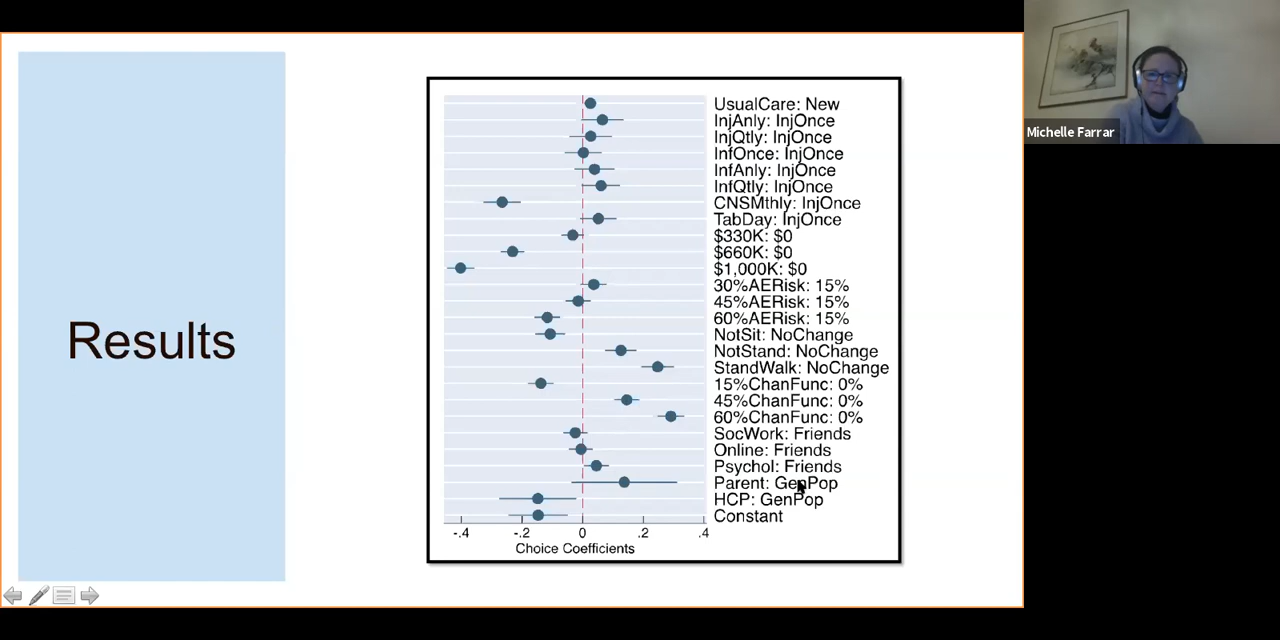 Results
UsualCare: New
InjAnly: InjOnce
InjQtly: InjOnce
InfOnce: InjOnce
InfAnly: InjOnce
InfQtly: InjOnce
CNSMthly: InjOnce
TabDay: InjOnce
$330K: $0
$660K: $0
$1,000K: $0
30%AERisk: 15%
45%AERisk: 15%
60%AERisk: 15%
NotSit: NoChange
NotStand: NoChange
StandWalk: NoChange
15%ChanFunc: 0%
45%ChanFunc: 0%
60%ChanFunc: 0%
SocWork: Friends
Online: Friends
Psychol: Friends
Parent: GenPop
HCP: GenPop
Constant
-.4 -.2 0 .2 .4
Choice Coefficients
Michelle Farrar